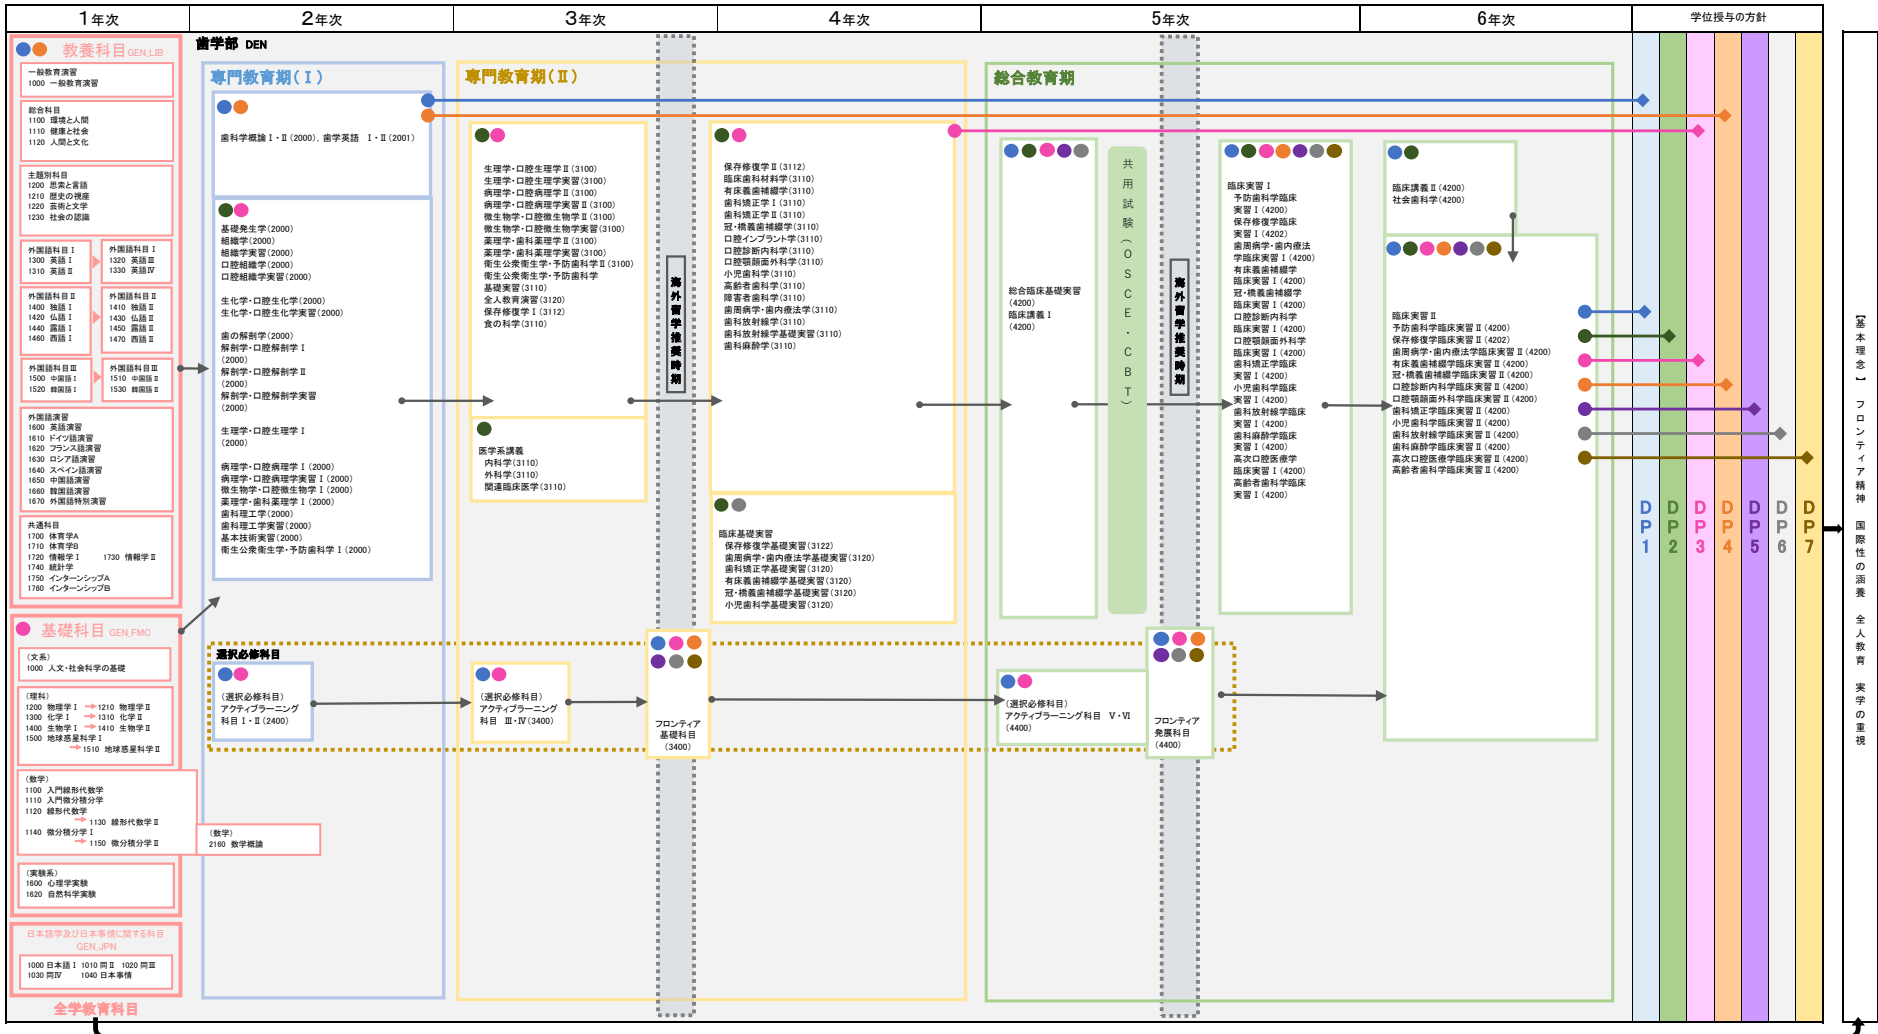 1年次
2年次
3年次
4年次
5年次
6年次
学位授与の方針
教養科目 GEN_LIB
一般教育演習
1000 一般教育演習
総合科目
1100 環境と人間
1110 健康と社会
1120 人間と文化
主題別科目
1200 思索と言語
1210 歴史の視座
1220 芸術と文学
1230 社会の認識
外国語科目Ⅰ
1300 英語Ⅰ
1310 英語Ⅱ
外国語科目Ⅰ
1320 英語Ⅲ
1330 英語Ⅳ
外国語科目Ⅱ
1400 独語Ⅰ
1420 仏語Ⅰ
1440 露語Ⅰ
1460 西語Ⅰ
外国語科目Ⅱ
1410 独語Ⅱ
1430 仏語Ⅱ
1450 露語Ⅱ
1470 西語Ⅱ
外国語科目Ⅲ
1500 中国語Ⅰ
1520 韓国語Ⅰ
外国語科目Ⅲ
1510 中国語Ⅱ
1530 韓国語Ⅱ
外国語演習
1600 英語演習
1610 ドイツ語演習
1620 フランス語演習
1630 ロシア語演習
1640 スペイン語演習
1650 中国語演習
1660 韓国語演習
1670 外国語特別演習
共通科目
1700 体育学A
1710 体育学B
1720 情報学Ⅰ 1730 情報学Ⅱ
1740 統計学
1750 インターンシップA
1760 インターンシップB
基礎科目 GEN_FMC
(文系)
1000 人文・社会科学の基礎
(理科)
1200 物理学Ⅰ 1210 物理学Ⅱ
1300 化学Ⅰ 1310 化学Ⅱ
1400 生物学Ⅰ 1410 生物学Ⅱ
1500 地球惑星科学Ⅰ
1510 地球惑星科学Ⅱ
(数学)
1100 入門線形代数学
1110 入門微分積分学
1120 線形代数学
1130 線形代数学Ⅱ
1140 微分積分学Ⅰ
1150 微分積分学Ⅱ
(数学)
2160 数学概論
(実験系)
1600 心理学実験
1620 自然科学実験
日本語学及び日本事情に関する科目
GEN_JPN
1000 日本語Ⅰ 1010 同Ⅱ 1020 同Ⅲ
1030 同Ⅳ 1040 日本事情
全学教育科目
歯学部 DEN
専門教育期(Ⅰ)
歯科学概論Ⅰ・Ⅱ(2000)，歯学英語 Ⅰ・Ⅱ(2001)
基礎発生学(2000)
組織学(2000)
組織学実習(2000)
口腔組織学(2000)
口腔組織学実習(2000)
生化学・口腔生化学(2000)
生化学・口腔生化学実習(2000)
歯の解剖学(2000)
解剖学・口腔解剖学Ⅰ
(2000)
解剖学・口腔解剖学Ⅱ
(2000)
解剖学・口腔解剖学実習
(2000)
生理学・口腔生理学Ⅰ
(2000)
病理学・口腔病理学Ⅰ(2000)
病理学・口腔病理学実習Ⅰ(2000)
微生物学・口腔微生物学Ⅰ(2000)
薬理学・歯科薬理学Ⅰ(2000)
歯科理工学(2000)
歯科理工学実習(2000)
基本技術実習(2000)
衛生公衆衛生学・予防歯科学Ⅰ(2000)
選択必修科目
(選択必修科目)
アクティブラーニング
科目Ⅰ・Ⅱ(2400)
専門教育期(Ⅱ)
生理学・口腔生理学Ⅱ(3100)
生理学・口腔生理学実習(3100)
病理学・口腔病理学Ⅱ(3100)
病理学・口腔病理学実習Ⅱ(3100)
微生物学・口腔微生物学Ⅱ(3100)
微生物学・口腔微生物学実習(3100)
薬理学・歯科薬理学Ⅱ(3100)
薬理学・歯科薬理学実習(3100)
衛生公衆衛生学・予防歯科学Ⅱ(3100)
衛生公衆衛生学・予防歯科学
基礎実習(3110)
全人教育演習(3120)
保存修復学Ⅰ(3112)
食の科学(3110)
医学系講義
内科学(3110)
外科学(3110)
関連臨床医学(3110)
(選択必修科目)
アクティブラーニング
科目 Ⅲ・Ⅳ(3400)
海外留学推奨時期
フロンティア
基礎科目
(3400)
保存修復学Ⅱ(3112)
臨床歯科材料学(3110)
有床義歯補綴学(3110)
歯科矯正学Ⅰ(3110)
歯科矯正学Ⅱ(3110)
冠・橋義歯補綴学(3110)
口腔インプラント学(3110)
口腔診断内科学(3110)
口腔顎顔面外科学(3110)
小児歯科学(3110)
高齢者歯科学(3110)
障害者歯科学(3110)
歯周病学・歯内療法学(3110)
歯科放射線学(3110)
歯科放射線学基礎実習(3110)
歯科麻酔学(3110)
臨床基礎実習
保存修復学基礎実習(3122)
歯周病学・歯内療法学基礎実習(3120)
歯科矯正学基礎実習(3120)
有床義歯補綴学基礎実習(3120)
冠・橋義歯補綴学基礎実習(3120)
小児歯科学基礎実習(3120)
総合教育期
総合臨床基礎実習
(4200)
臨床講義Ⅰ
(4200)
共用試験(OSCE・CBT)
海外留学推奨時期
(選択必修科目)
アクティブラーニング科目 Ⅴ・Ⅵ
(4400)
フロンティア
発展科目
(4400)
臨床実習Ⅰ
予防歯科学臨床
実習Ⅰ(4200)
保存修復学臨床
実習Ⅰ(4202)
歯周病学・歯内療法
学臨床実習Ⅰ(4200)
有床義歯補綴学
臨床実習Ⅰ(4200)
冠・橋義歯補綴学
臨床実習Ⅰ(4200)
口腔診断内科学
臨床実習Ⅰ(4200)
口腔顎顔面外科学
臨床実習Ⅰ(4200)
歯科矯正学臨床
実習Ⅰ(4200)
小児歯科学臨床
実習Ⅰ(4200)
歯科放射線学臨床
実習Ⅰ(4200)
歯科麻酔学臨床
実習Ⅰ(4200)
高次口腔医療学
臨床実習Ⅰ(4200)
高齢者歯科学臨床
実習Ⅰ(4200)
臨床講義Ⅱ(4200)
社会歯科学(4200)
臨床実習Ⅱ
予防歯科学臨床実習Ⅱ(4200)
保存修復学臨床実習Ⅱ(4202)
歯周病学・歯内療法学臨床実習Ⅱ(4200)
有床義歯補綴学臨床実習Ⅱ(4200)
冠・橋義歯補綴学臨床実習Ⅱ(4200)
口腔診断内科学臨床実習Ⅱ(4200)
口腔顎顔面外科学臨床実習Ⅱ(4200)
歯科矯正学臨床実習Ⅱ(4200)
小児歯科学臨床実習Ⅱ(4200)
歯科放射線学臨床実習Ⅱ(4200)
歯科麻酔学臨床実習Ⅱ(4200)
高次口腔医療学臨床実習Ⅱ(4200)
高齢者歯科学臨床実習Ⅱ(4200)
DP1
DP2
DP3
DP4
DP5
DP6
DP7
【基本理念】 フロンティア精神 国際性の涵養 全人教育 実学の重視